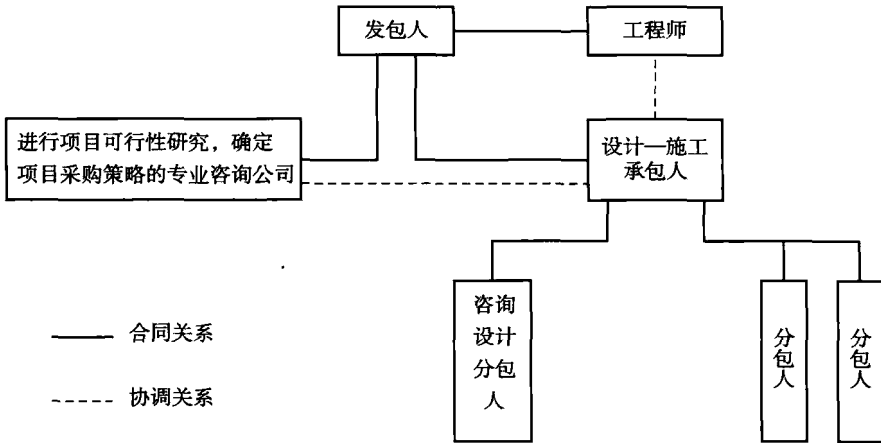 发包人
工程师
进行项目可行性研究，确定
项目采购策略的专业咨询公司
设计—施工
承包人
咨询
设计
分包
人
分包人
分包人
合同关系
协调关系